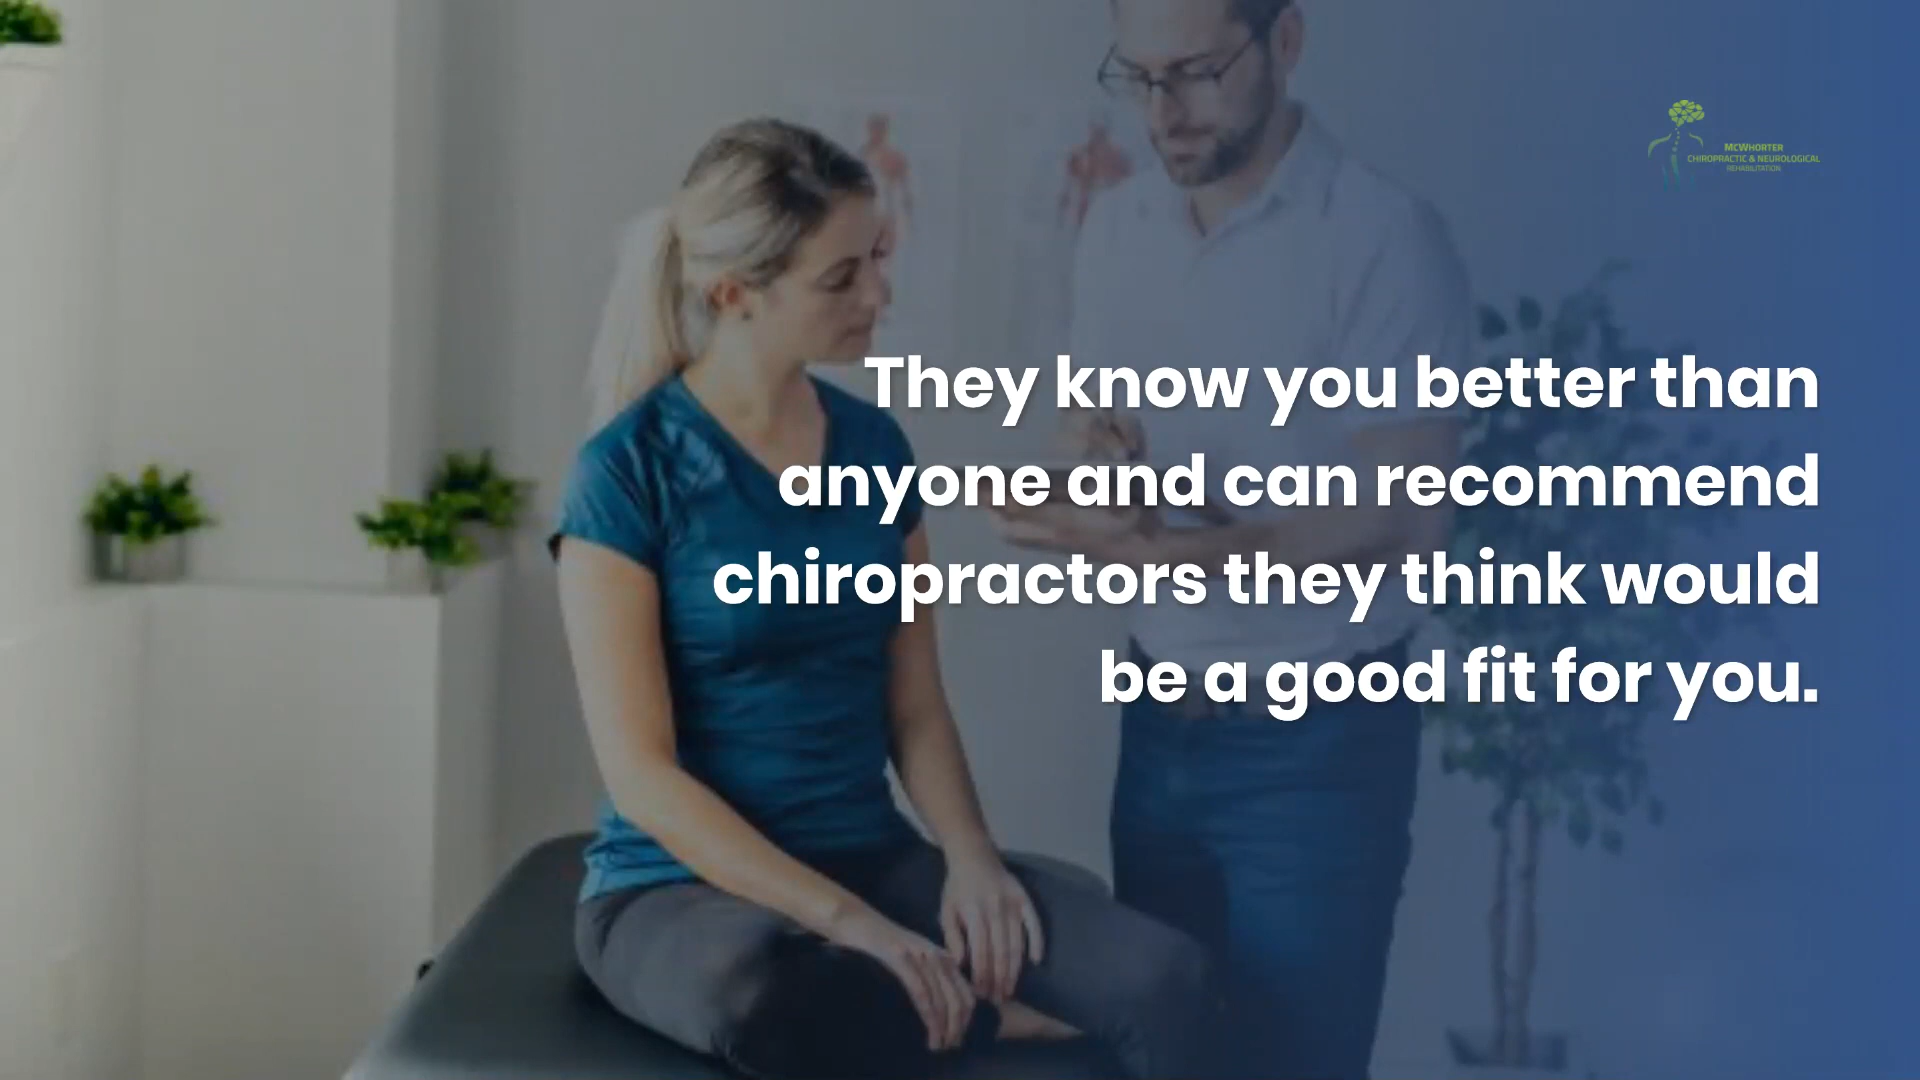 MCWHORTER
CHIROPRACTIC & NEUROLOGICAL
REHABILITATION
They know you better than
anyone and can recommend
chiropractors they think would
be a good fit for you.